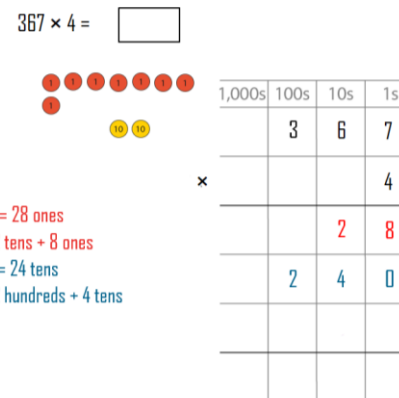 367 × 4 =
1 1 1 1 1 1 1
1
10 10
1,000s 100s 10s 1s
3 6 7
× 4
= 28 ones
2 8
tens + 8 ones
= 24 tens
2 4 0
hundreds + 4 tens